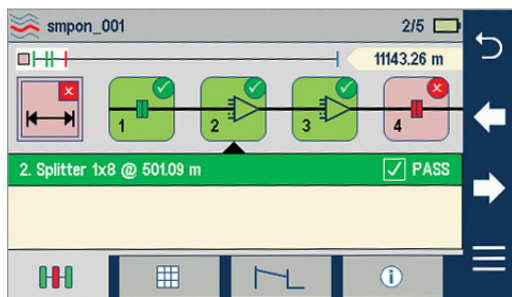 smpon_001
2/5
11143.26 m
1
2
3
4
2. Splitter 1x8 @ 501.09 m
PASS